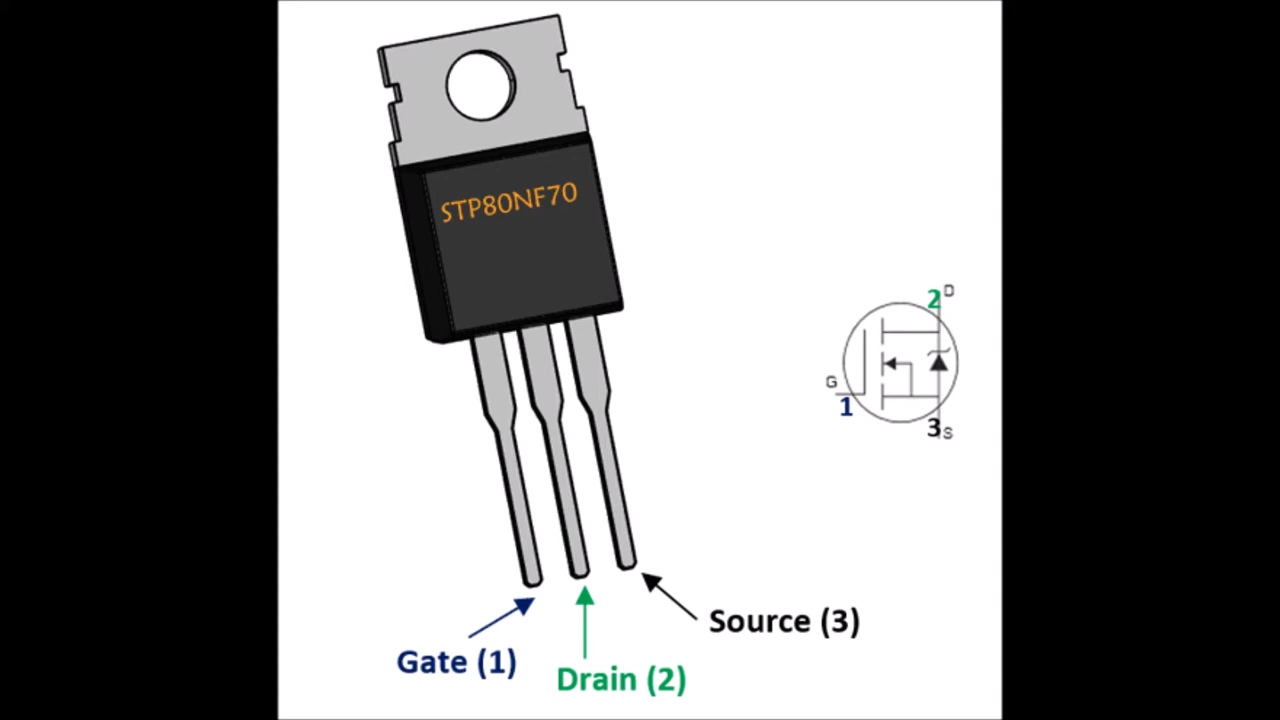 STP80NF70
2 D
G
1
3 S
Source (3)
Gate (1)
Drain (2)